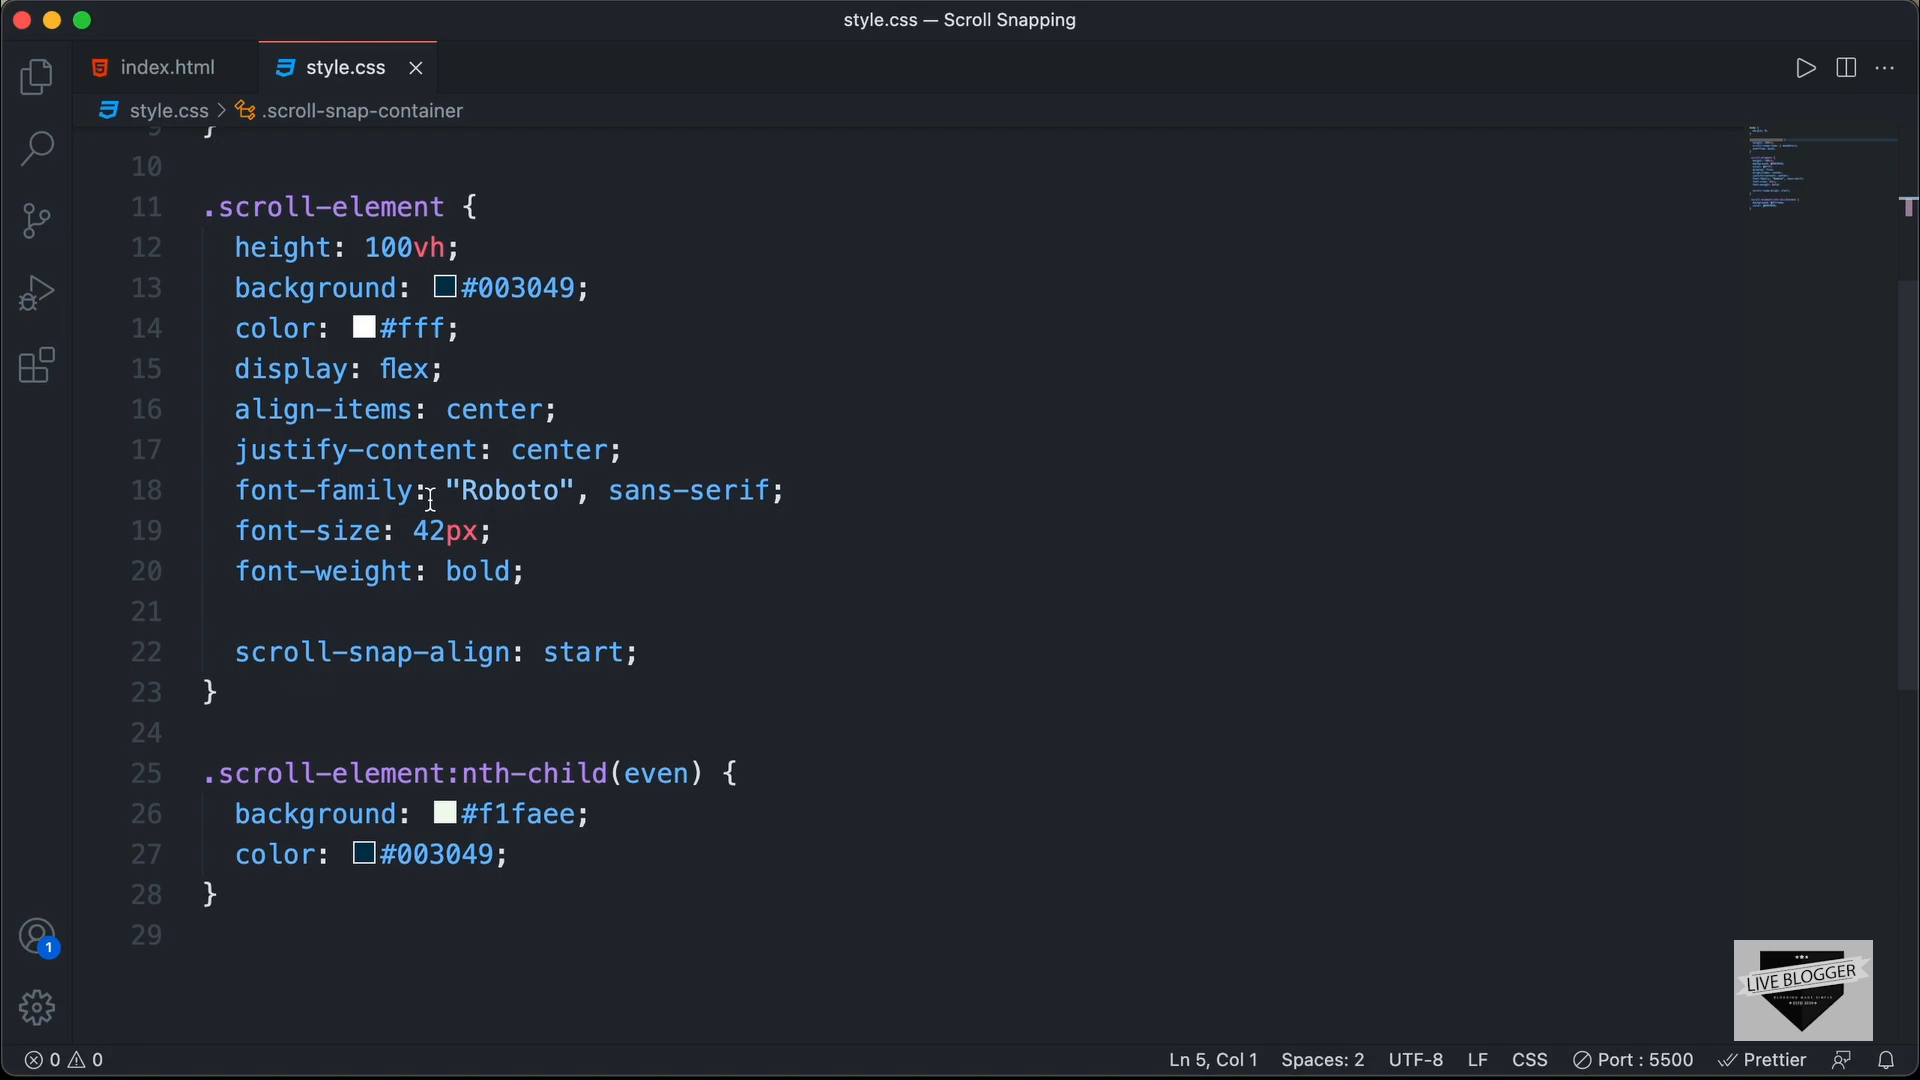 style.css — Scroll Snapping
index.html
style.css
style.css > .scroll-snap-container
9 }
10
11 .scroll-element {
12 height: 100vh;
13 background: #003049;
14 color: #fff;
15 display: flex;
16 align-items: center;
17 justify-content: center;
18 font-family: "Roboto", sans-serif;
19 font-size: 42px;
20 font-weight: bold;
21
22 scroll-snap-align: start;
23 }
24
25 .scroll-element:nth-child(even) {
26 background: #f1faee;
27 color: #003049;
28 }
29
1
LIVE BLOGGER
0 0 Ln 5, Col 1 Spaces: 2 UTF-8 LF CSS Port : 5500 Prettier